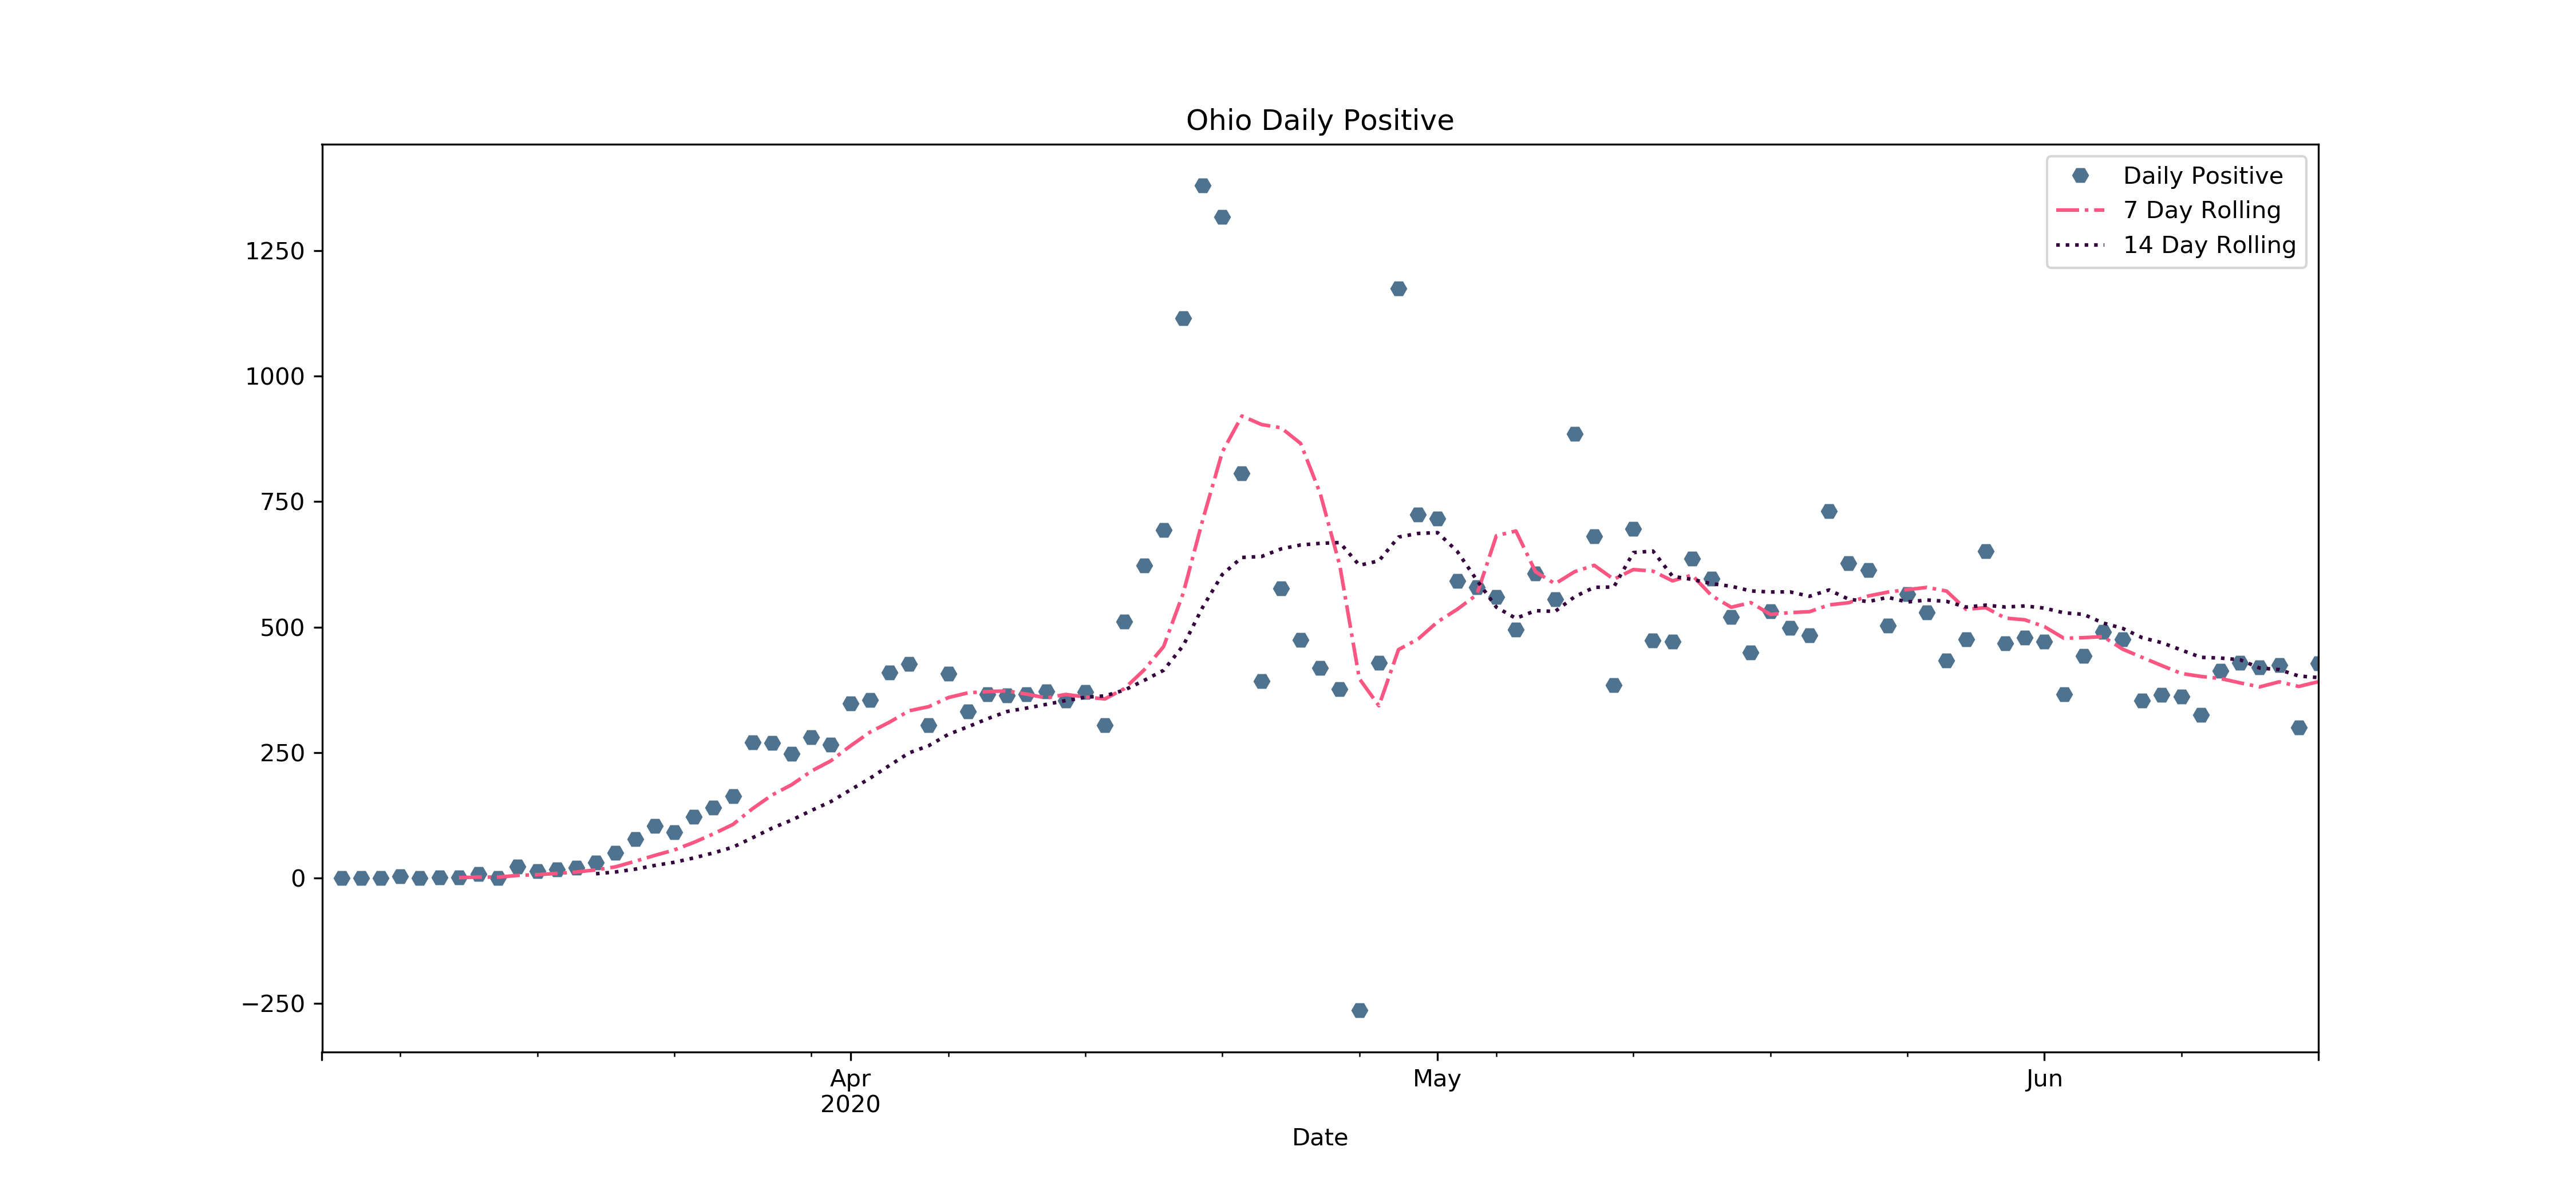 Ohio Daily Positive
Daily Positive
7 Day Rolling
14 Day Rolling
1250
1000
750
500
250
0
−250
Apr
2020
May
Jun
Date